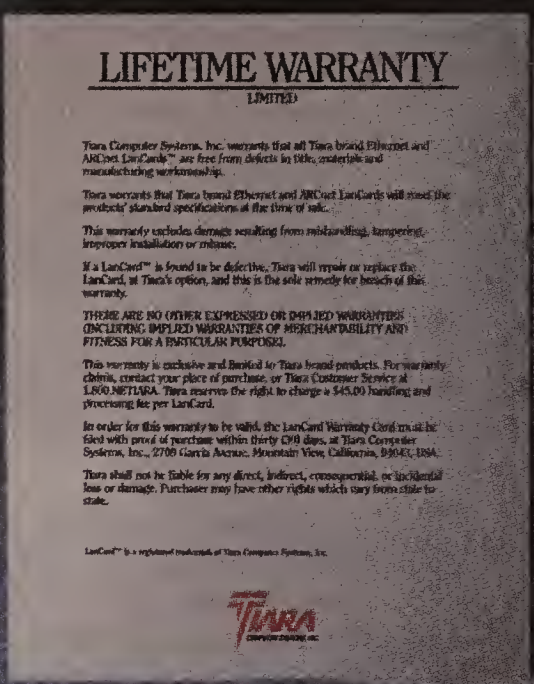 LIFETIME WARRANTY
LIMITED
Tiara Computer Systems, Inc. warrants that all Tiara brand Ethernet and
ARCnet LanCards™ are free from defects in title, materials and
manufacturing workmanship.
Tiara warrants that Tiara brand Ethernet and ARCnet LanCards will meet the
products' standard specifications at the time of sale.
This warranty excludes damage resulting from mishandling, tampering,
improper installation or misuse.
If a LanCard™ is found to be defective, Tiara will repair or replace the
LanCard, at Tiara's option, and this is the sole remedy for breach of this
warranty.
THERE ARE NO OTHER EXPRESSED OR IMPLIED WARRANTIES
(INCLUDING IMPLIED WARRANTIES OF MERCHANTABILITY AND
FITNESS FOR A PARTICULAR PURPOSE).
This warranty is exclusive and limited to Tiara brand products. For warranty
claims, contact your place of purchase, or Tiara Customer Service at
1.800.NETIARA. Tiara reserves the right to charge a $45.00 handling and
processing fee per LanCard.
In order for this warranty to be valid, the LanCard Warranty Card must be
filed with proof of purchase within thirty (30) days, at Tiara Computer
Systems, Inc., 2700 Garcia Avenue, Mountain View, California, 94043, USA.
Tiara shall not be liable for any direct, indirect, consequential, or incidental
loss or damage. Purchaser may have other rights which vary from state to
state.
LanCard™ is a registered trademark of Tiara Computer Systems, Inc.
TIARA
COMPUTER SYSTEMS, INC.